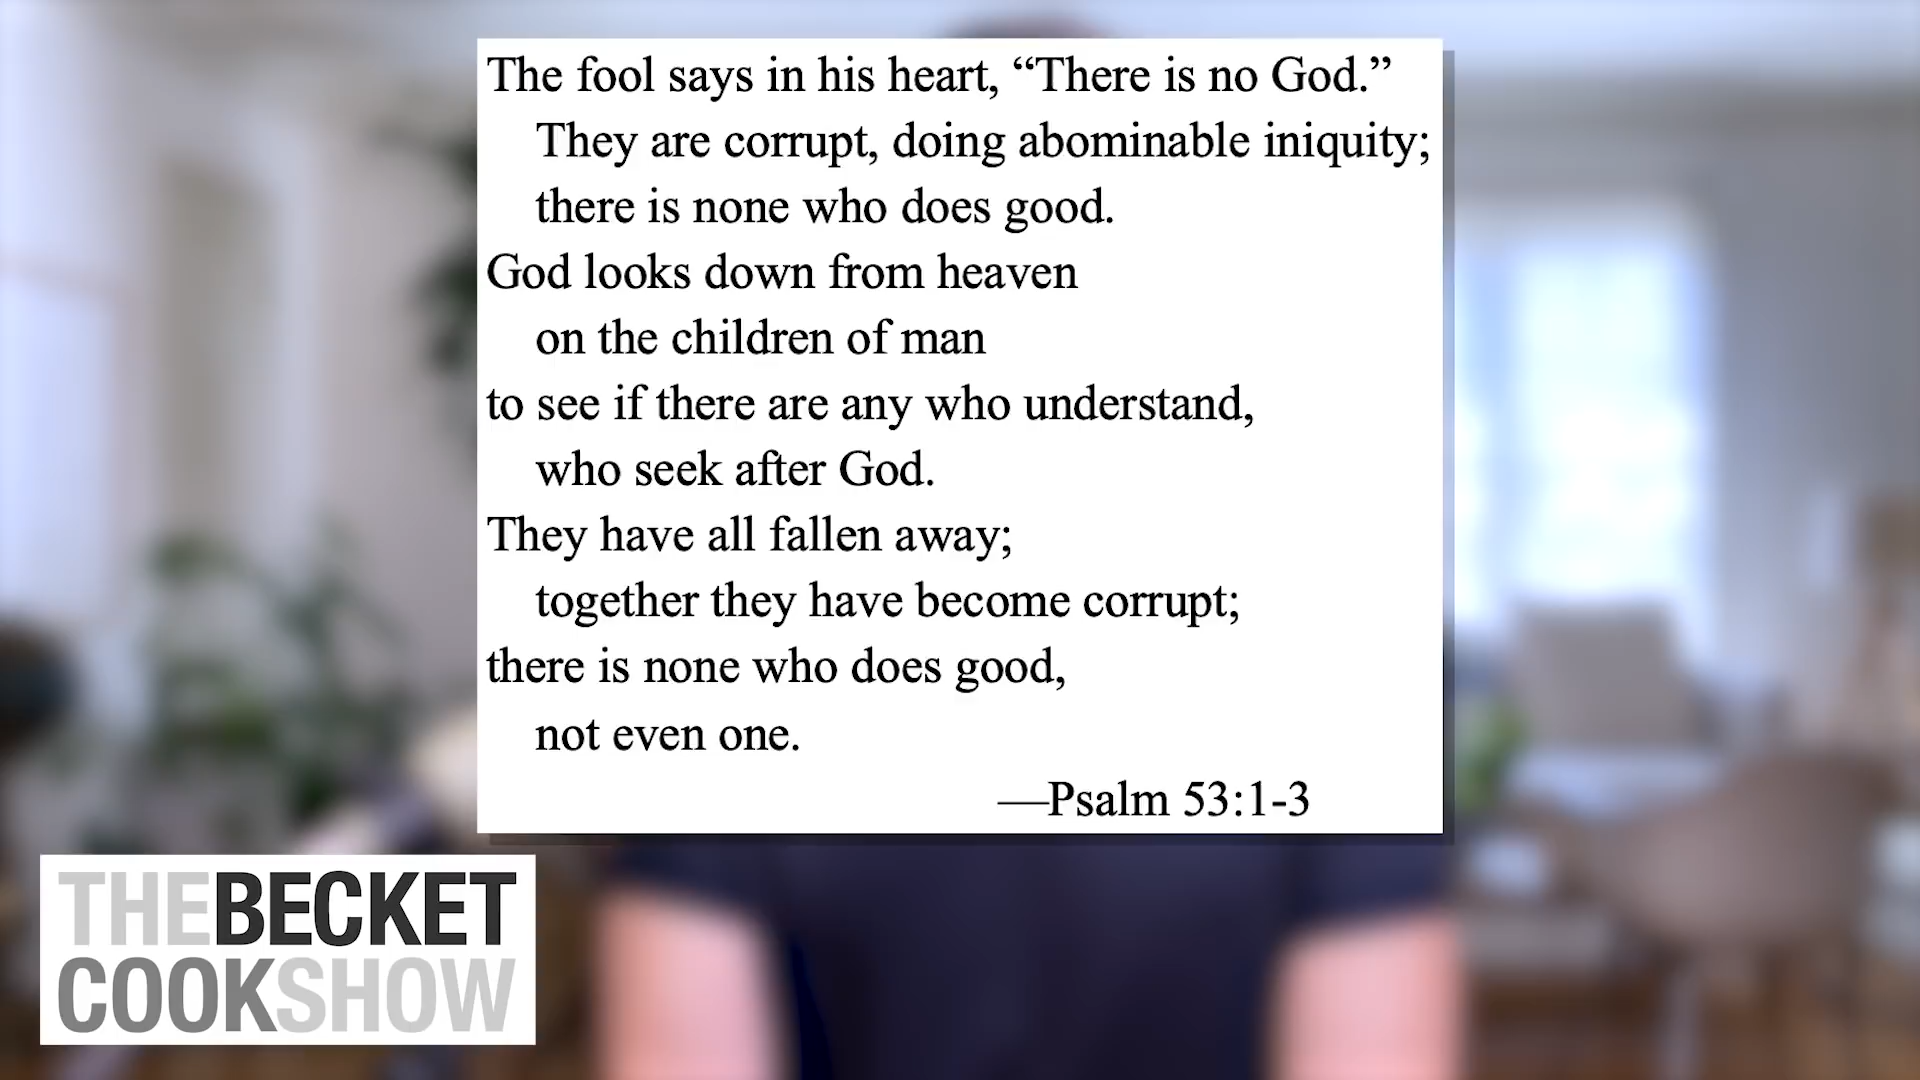 The fool says in his heart, “There is no God.”
They are corrupt, doing abominable iniquity;
there is none who does good.
God looks down from heaven
on the children of man
to see if there are any who understand,
who seek after God.
They have all fallen away;
together they have become corrupt;
there is none who does good,
not even one.
—Psalm 53:1-3
THEBECKET
COOKSHOW